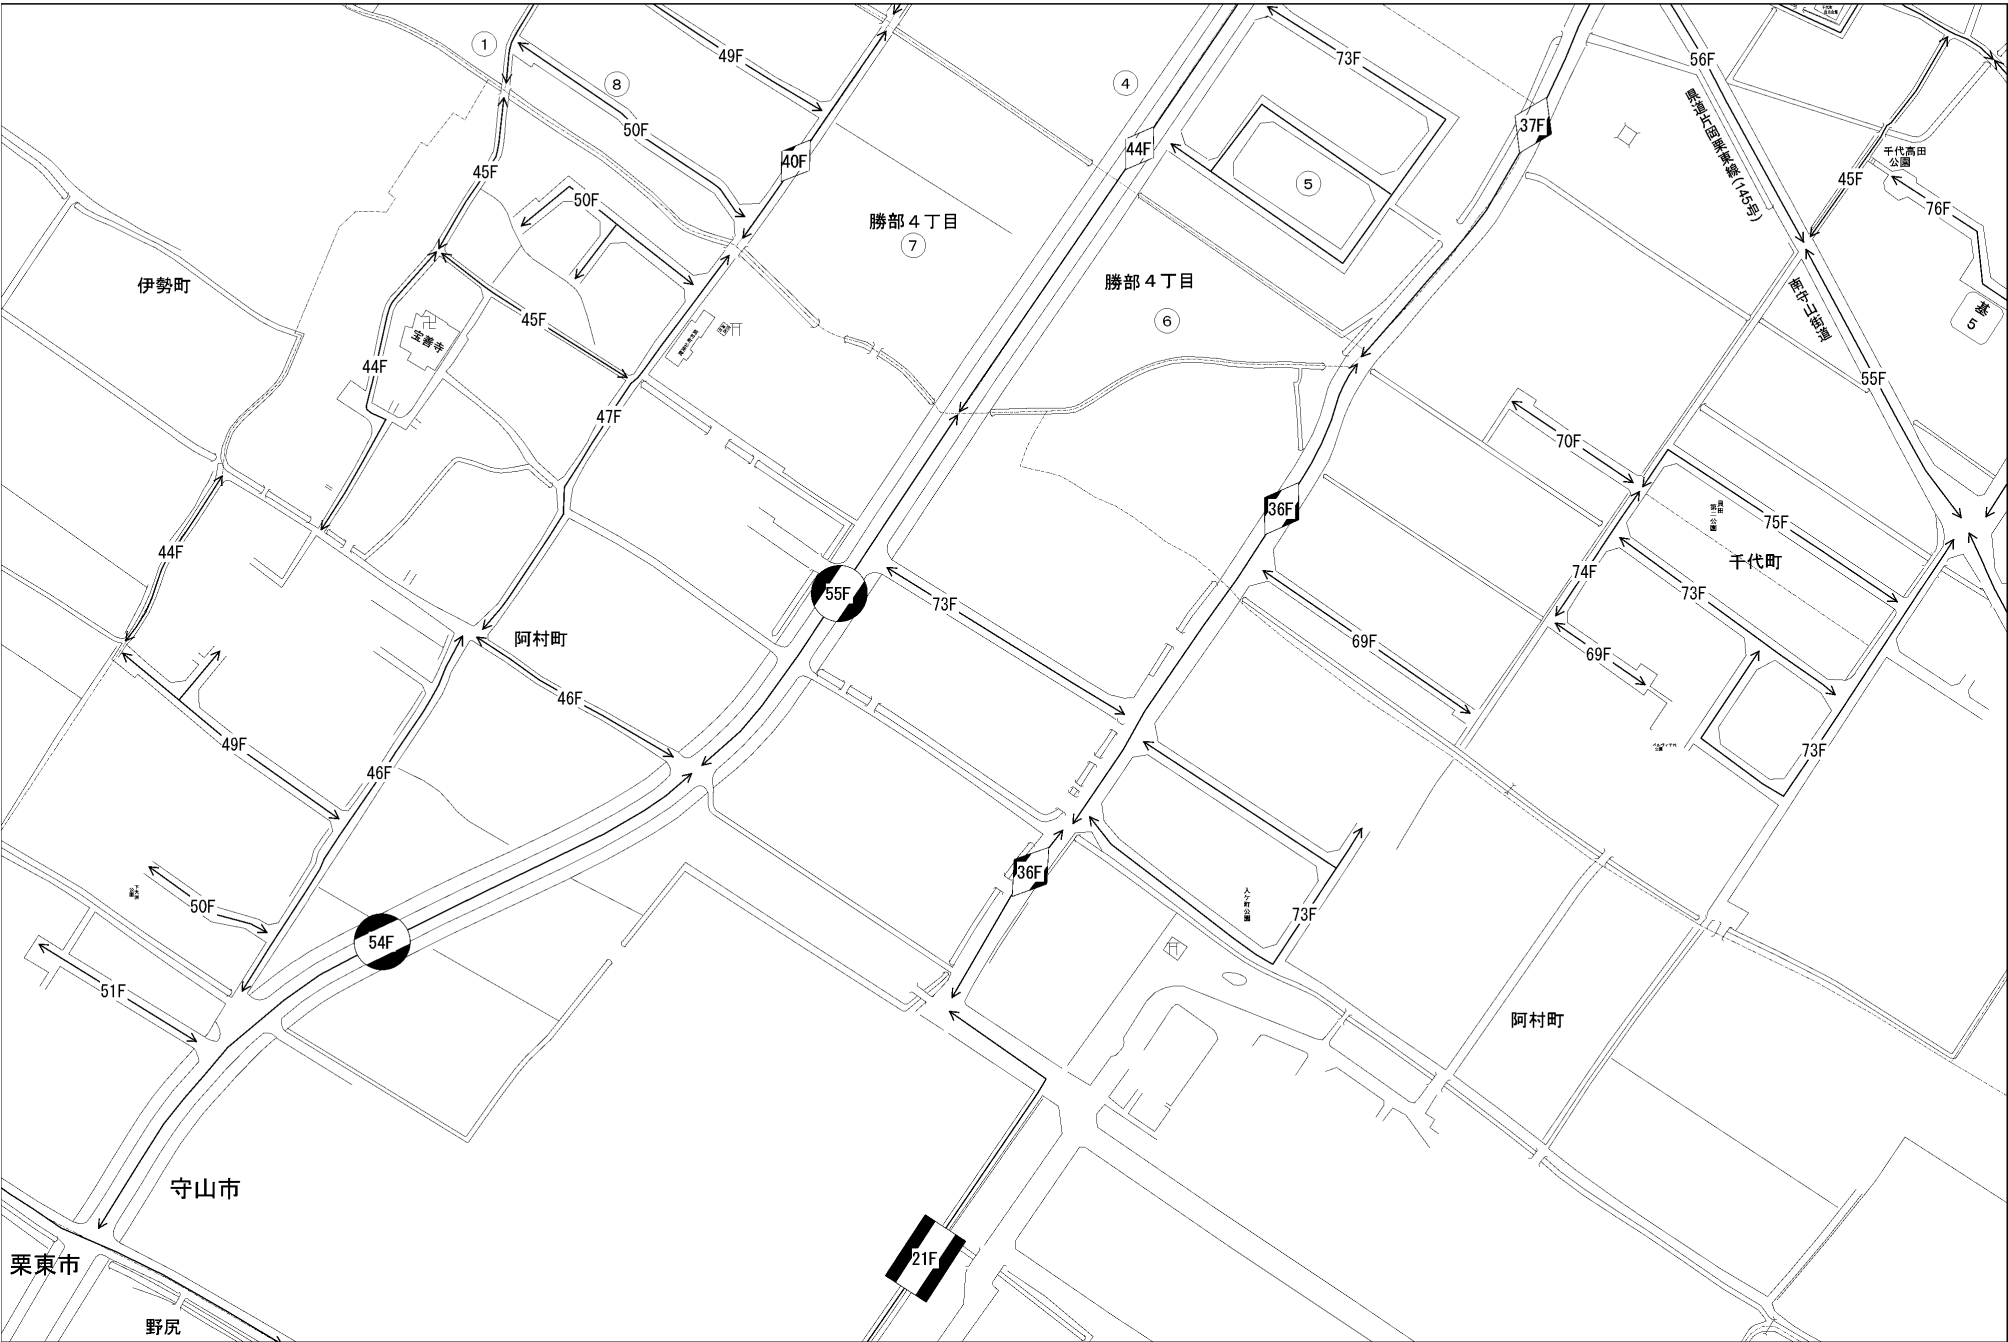 ①
49F
④
73F
56F
⑧
50F
37F
40F
44F
県道片岡栗東線(145号)
千代高田
公園
45F
45F
⑤
76F
50F
勝部4丁目
⑦
伊勢町
勝部4丁目
⑥
南守山街道
基
5
45F
宝善寺
44F
55F
47F
70F
36F
75F
44F
千代町
74F
55F
73F
73F
阿村町
69F
69F
46F
49F
73F
46F
36F
50F
73F
54F
51F
阿村町
守山市
21F
栗東市
野尻